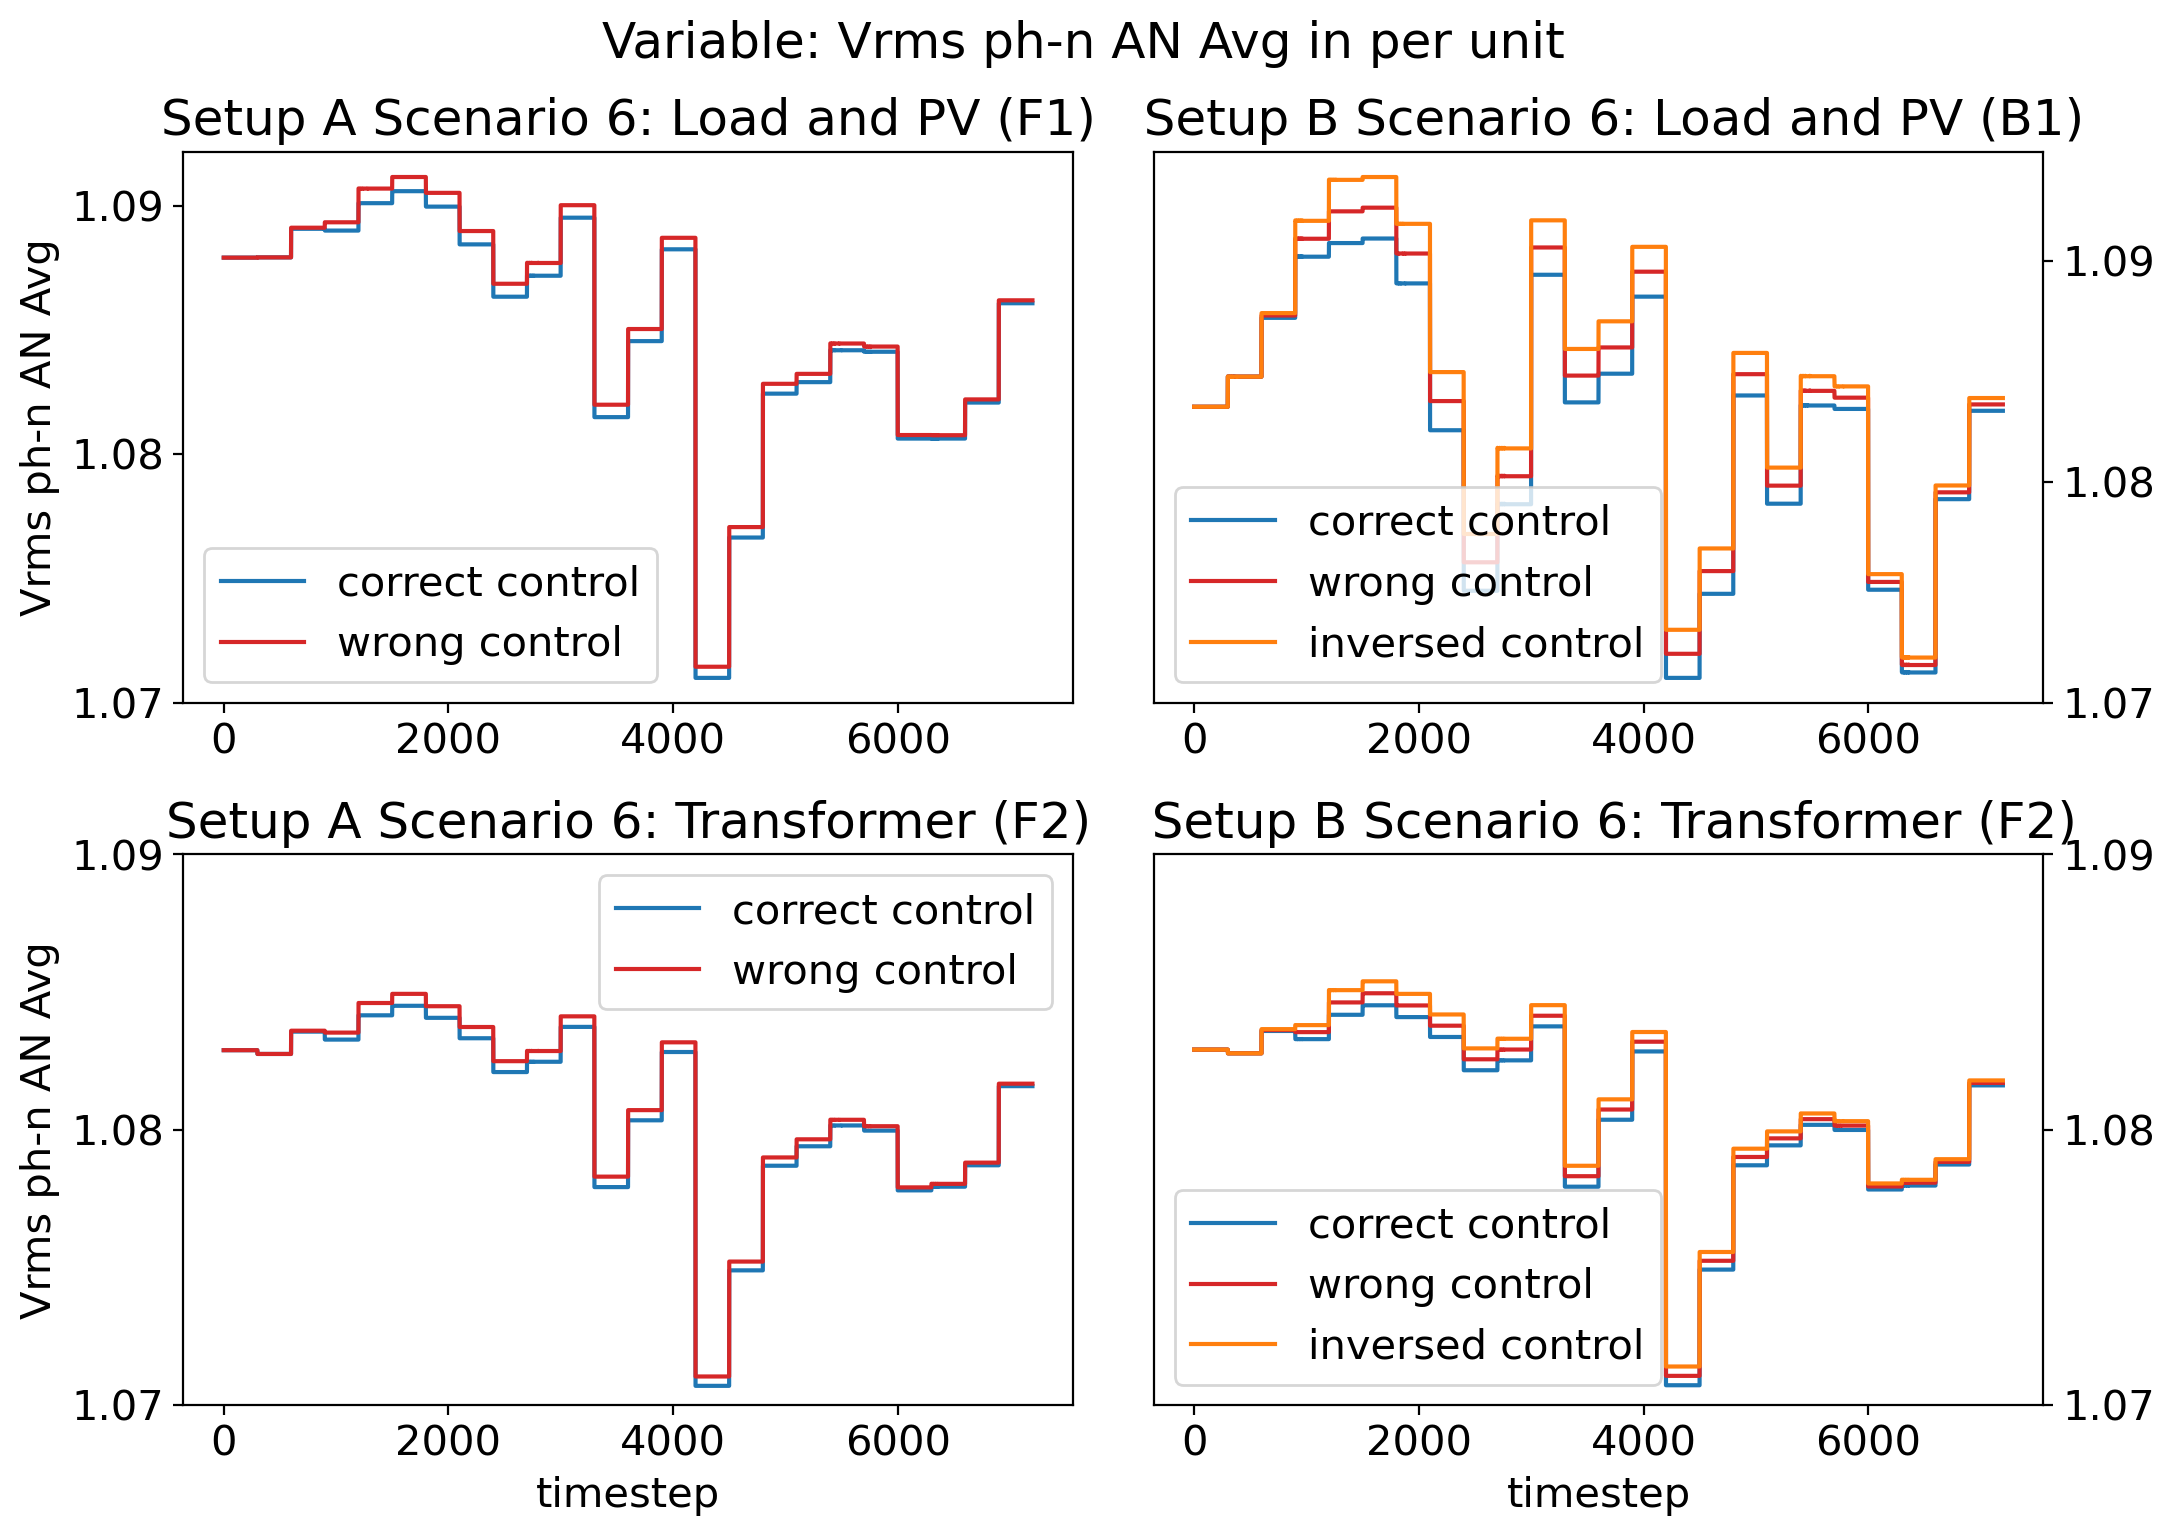 Variable: Vrms ph-n AN Avg in per unit
Setup A Scenario 6: Load and PV (F1)
Vrms ph-n AN Avg
1.09
1.08
1.07
0 2000 4000 6000
correct control
wrong control
Setup B Scenario 6: Load and PV (B1)
1.09
1.08
1.07
0 2000 4000 6000
correct control
wrong control
inversed control
Setup A Scenario 6: Transformer (F2)
Vrms ph-n AN Avg
1.09
1.08
1.07
0 2000 4000 6000
timestep
correct control
wrong control
Setup B Scenario 6: Transformer (F2)
1.09
1.08
1.07
0 2000 4000 6000
timestep
correct control
wrong control
inversed control